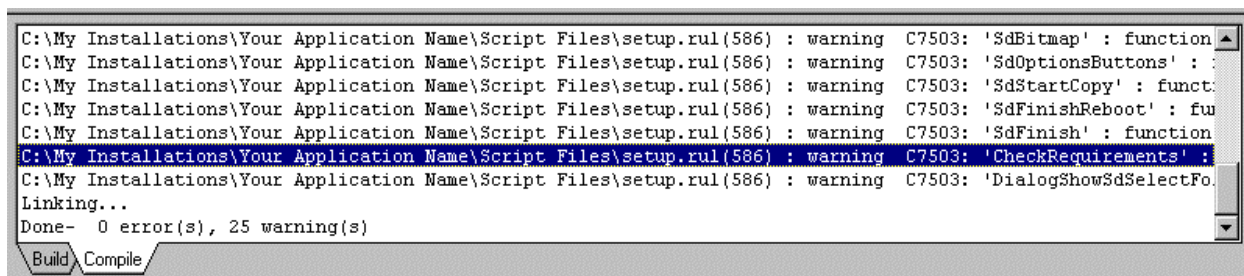 C:\My Installations\Your Application Name\Script Files\setup.rul(586) : warning  C7503: 'SdBitmap' : function
C:\My Installations\Your Application Name\Script Files\setup.rul(586) : warning  C7503: 'SdOptionsButtons' :
C:\My Installations\Your Application Name\Script Files\setup.rul(586) : warning  C7503: 'SdStartCopy' : funct
C:\My Installations\Your Application Name\Script Files\setup.rul(586) : warning  C7503: 'SdFinishReboot' : fu
C:\My Installations\Your Application Name\Script Files\setup.rul(586) : warning  C7503: 'SdFinish' : function
C:\My Installations\Your Application Name\Script Files\setup.rul(586) : warning  C7503: 'CheckRequirements' :
C:\My Installations\Your Application Name\Script Files\setup.rul(586) : warning  C7503: 'DialogShowSdSelectFo
Linking...
Done-  0 error(s), 25 warning(s)
Build Compile